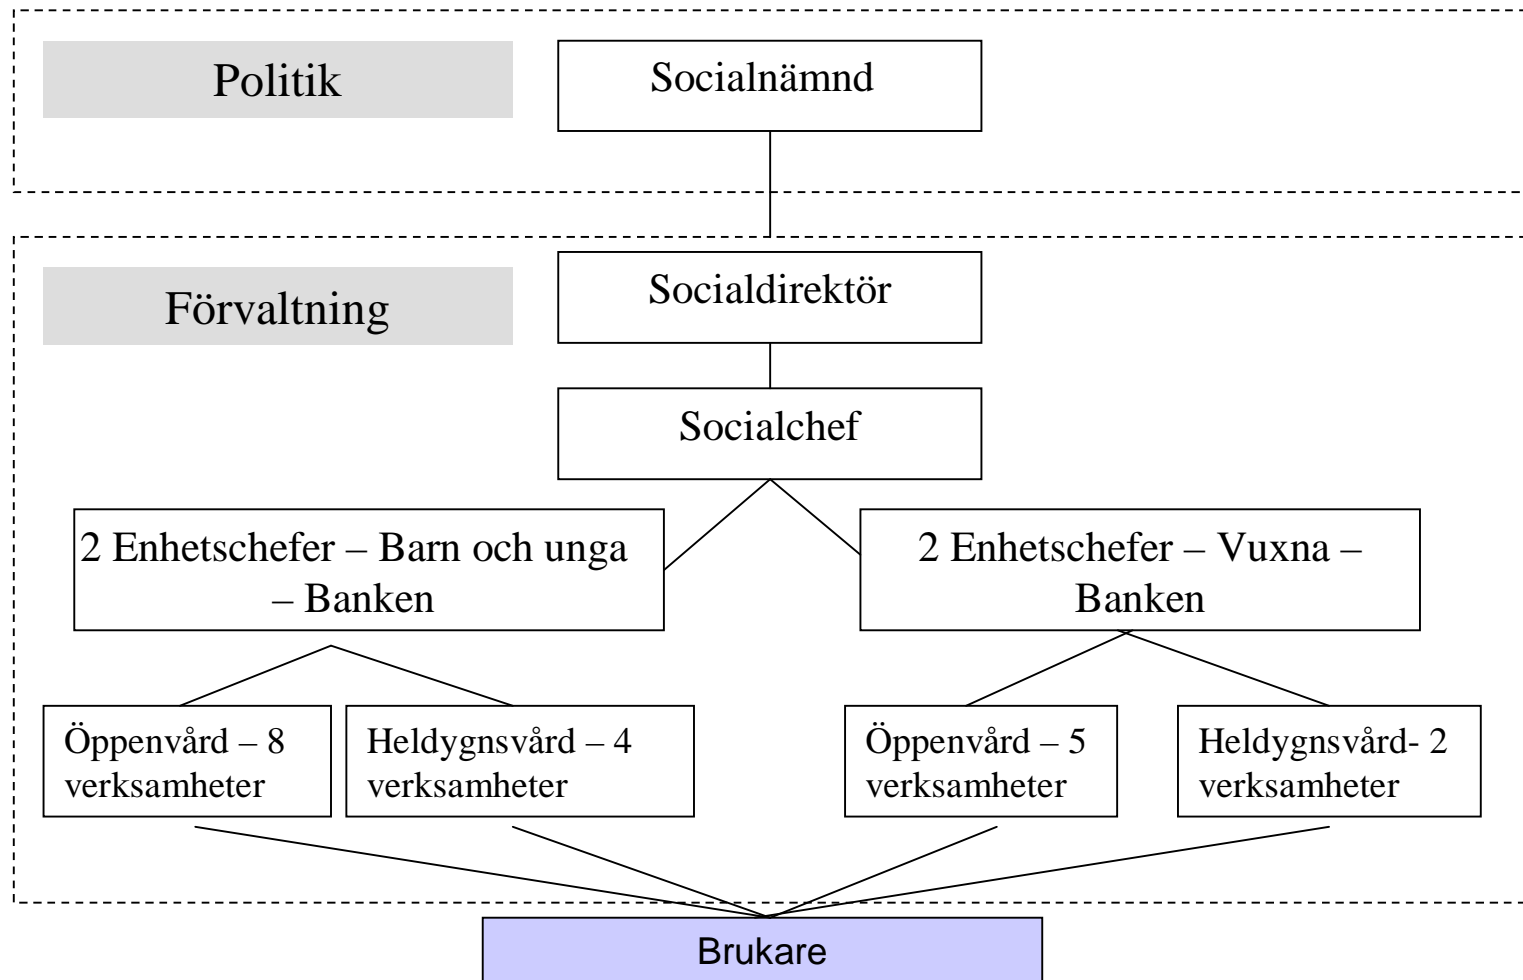 Politik
Socialnämnd
Förvaltning
Socialdirektör
Socialchef
2 Enhetschefer – Barn och unga
– Banken
2 Enhetschefer – Vuxna –
Banken
Öppenvård – 8
verksamheter
Heldygnsvård – 4
verksamheter
Öppenvård – 5
verksamheter
Heldygnsvård- 2
verksamheter
Brukare